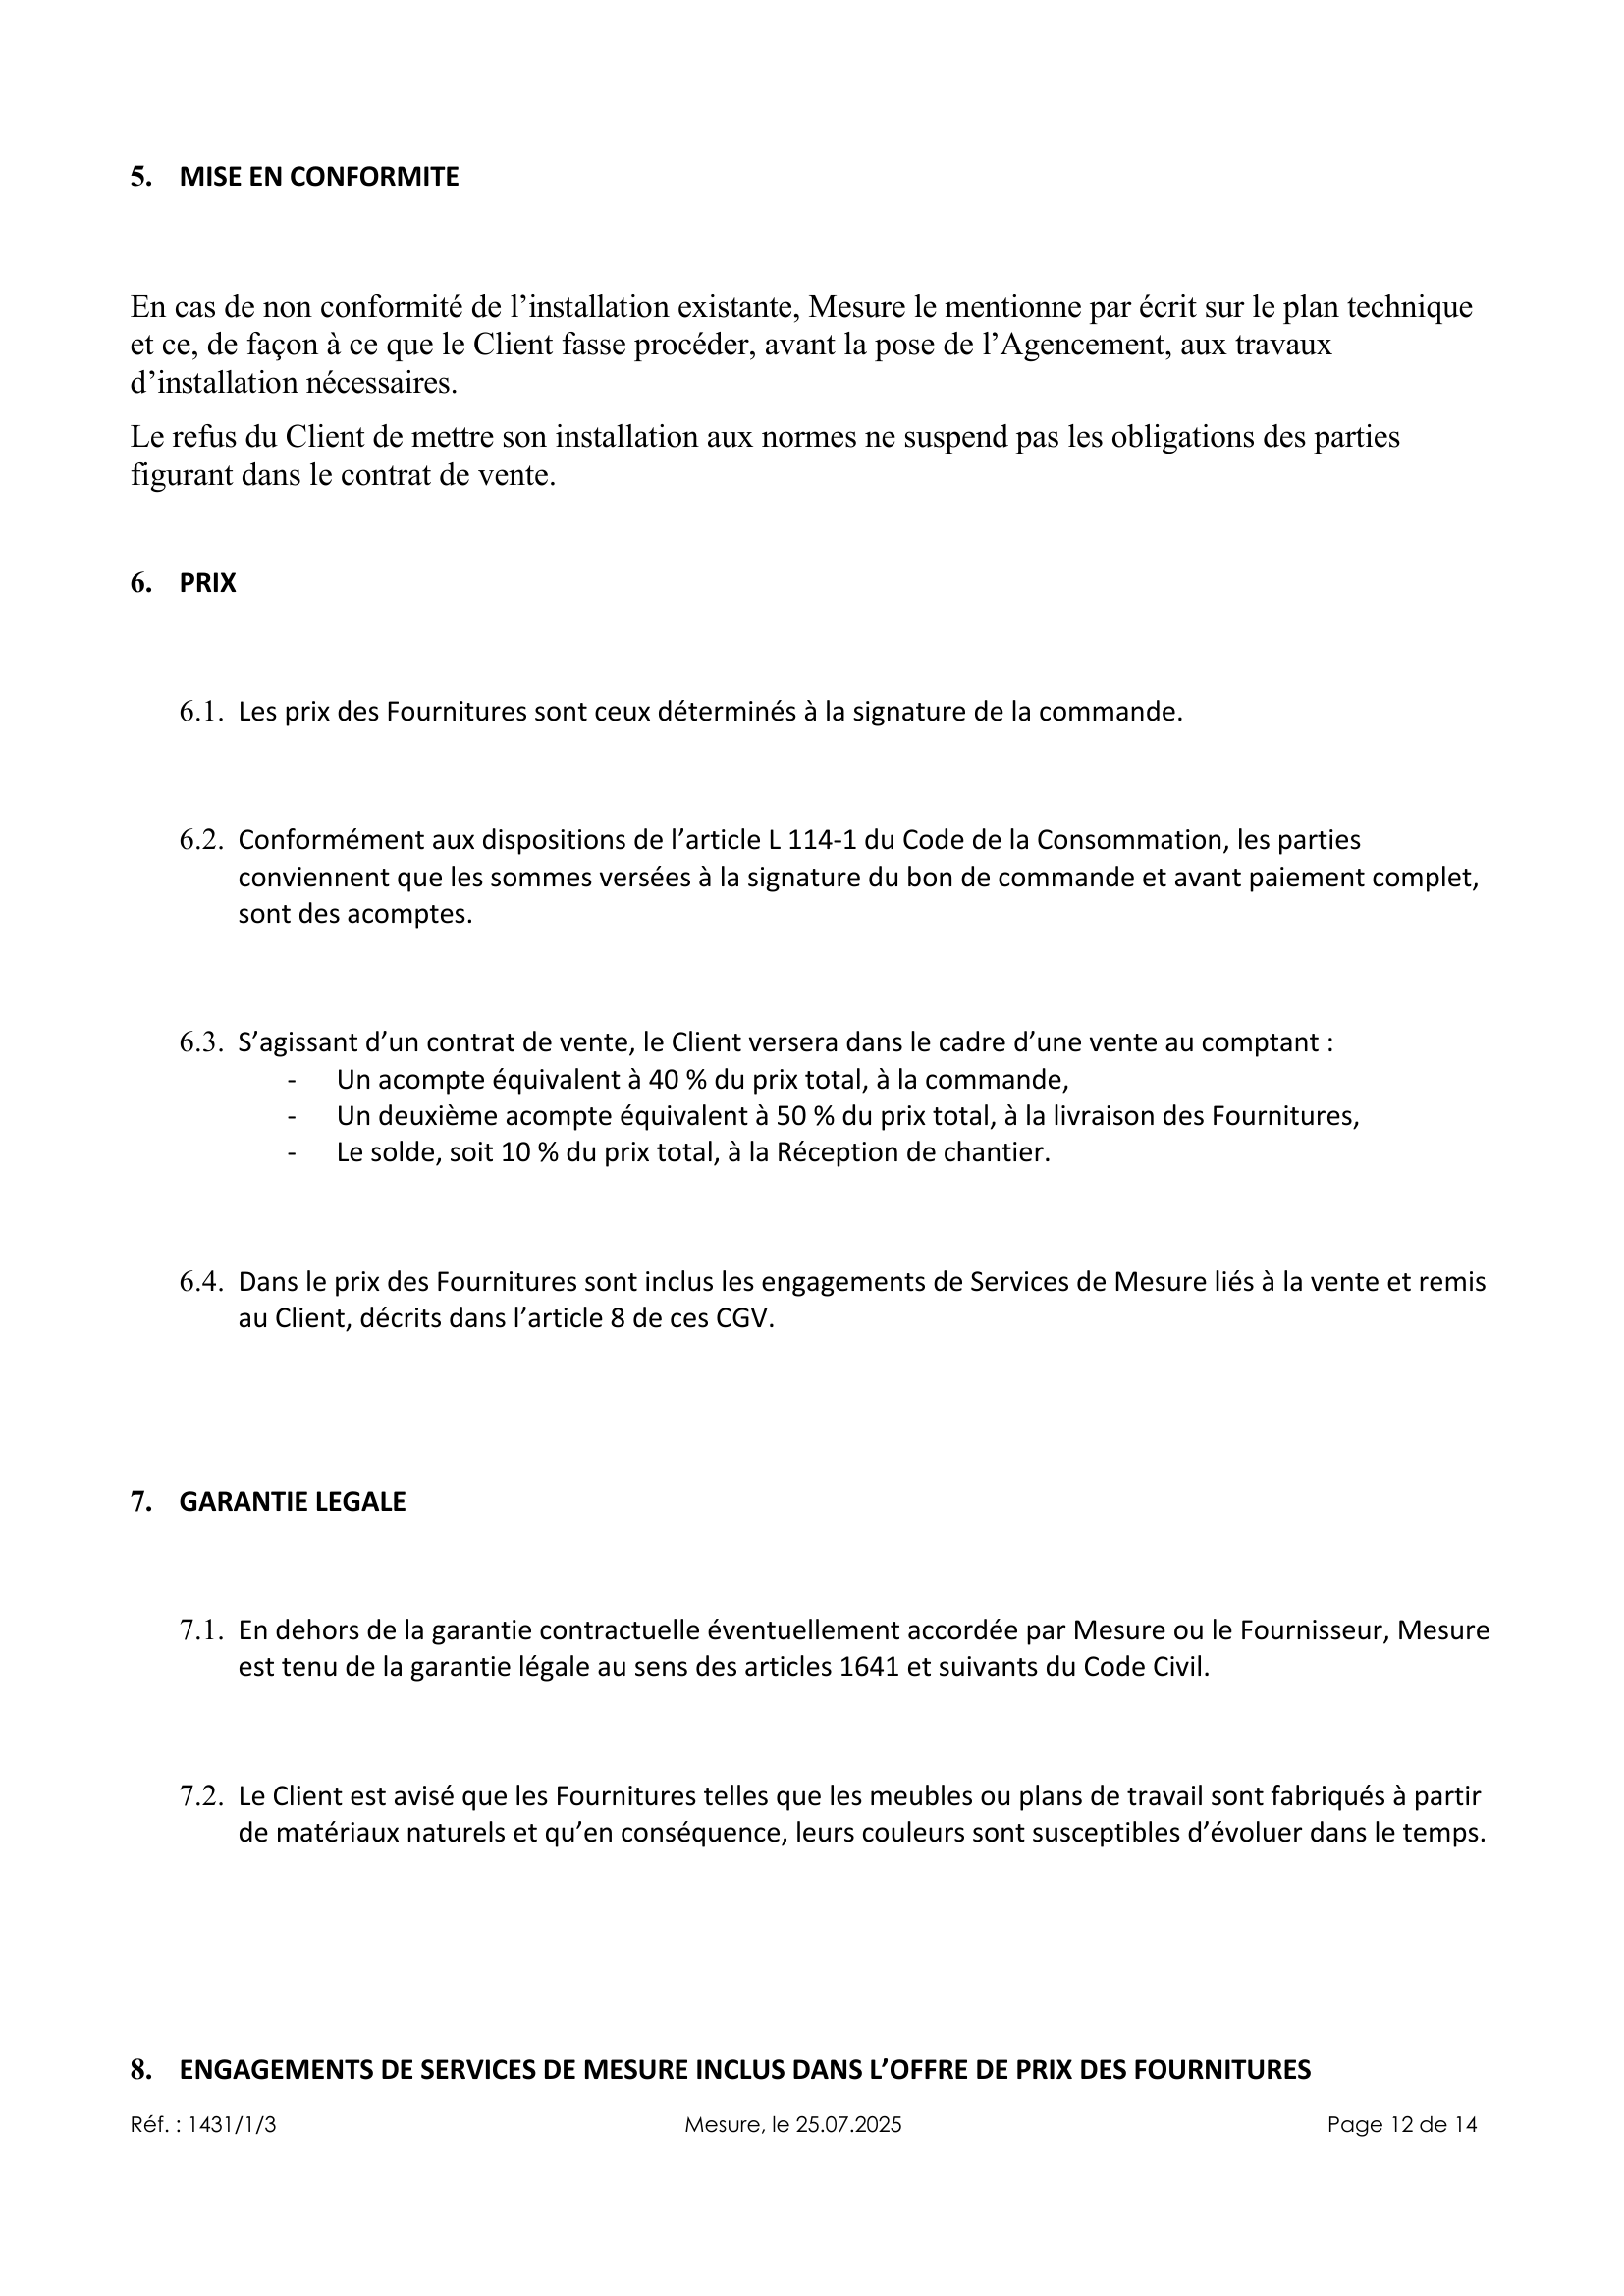 5. MISE EN CONFORMITE
En cas de non conformité de l’installation existante, Mesure le mentionne par écrit sur le plan technique
et ce, de façon à ce que le Client fasse procéder, avant la pose de l’Agencement, aux travaux
d’installation nécessaires.
Le refus du Client de mettre son installation aux normes ne suspend pas les obligations des parties
figurant dans le contrat de vente.
6. PRIX
6.1. Les prix des Fournitures sont ceux déterminés à la signature de la commande.
6.2. Conformément aux dispositions de l’article L 114-1 du Code de la Consommation, les parties
conviennent que les sommes versées à la signature du bon de commande et avant paiement complet,
sont des acomptes.
6.3. S’agissant d’un contrat de vente, le Client versera dans le cadre d’une vente au comptant :
- Un acompte équivalent à 40 % du prix total, à la commande,
- Un deuxième acompte équivalent à 50 % du prix total, à la livraison des Fournitures,
- Le solde, soit 10 % du prix total, à la Réception de chantier.
6.4. Dans le prix des Fournitures sont inclus les engagements de Services de Mesure liés à la vente et remis
au Client, décrits dans l’article 8 de ces CGV.
7. GARANTIE LEGALE
7.1. En dehors de la garantie contractuelle éventuellement accordée par Mesure ou le Fournisseur, Mesure
est tenu de la garantie légale au sens des articles 1641 et suivants du Code Civil.
7.2. Le Client est avisé que les Fournitures telles que les meubles ou plans de travail sont fabriqués à partir
de matériaux naturels et qu’en conséquence, leurs couleurs sont susceptibles d’évoluer dans le temps.
8. ENGAGEMENTS DE SERVICES DE MESURE INCLUS DANS L’OFFRE DE PRIX DES FOURNITURES
Réf. : 1431/1/3 Mesure, le 25.07.2025 Page 12 de 14